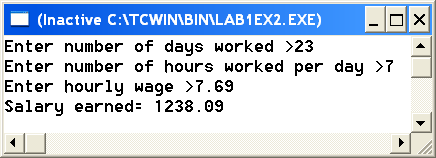 (Inactive C:\TCWIN\BIN\LAB1EX2.EXE)
Enter number of days worked >23
Enter number of hours worked per day >7
Enter hourly wage >7.69
Salary earned= 1238.09